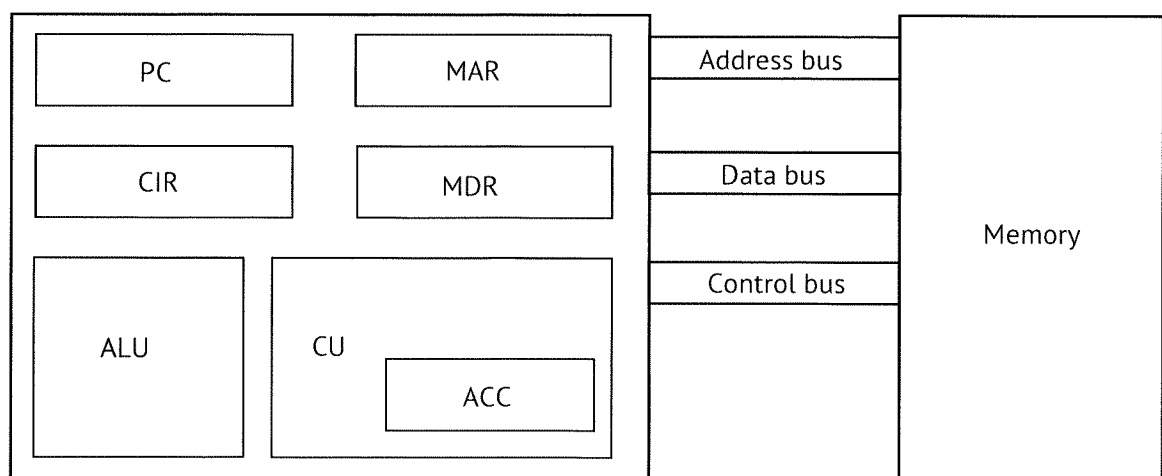 PC
MAR
Address bus
CIR
MDR
Data bus
Memory
Control bus
ALU
CU
ACC